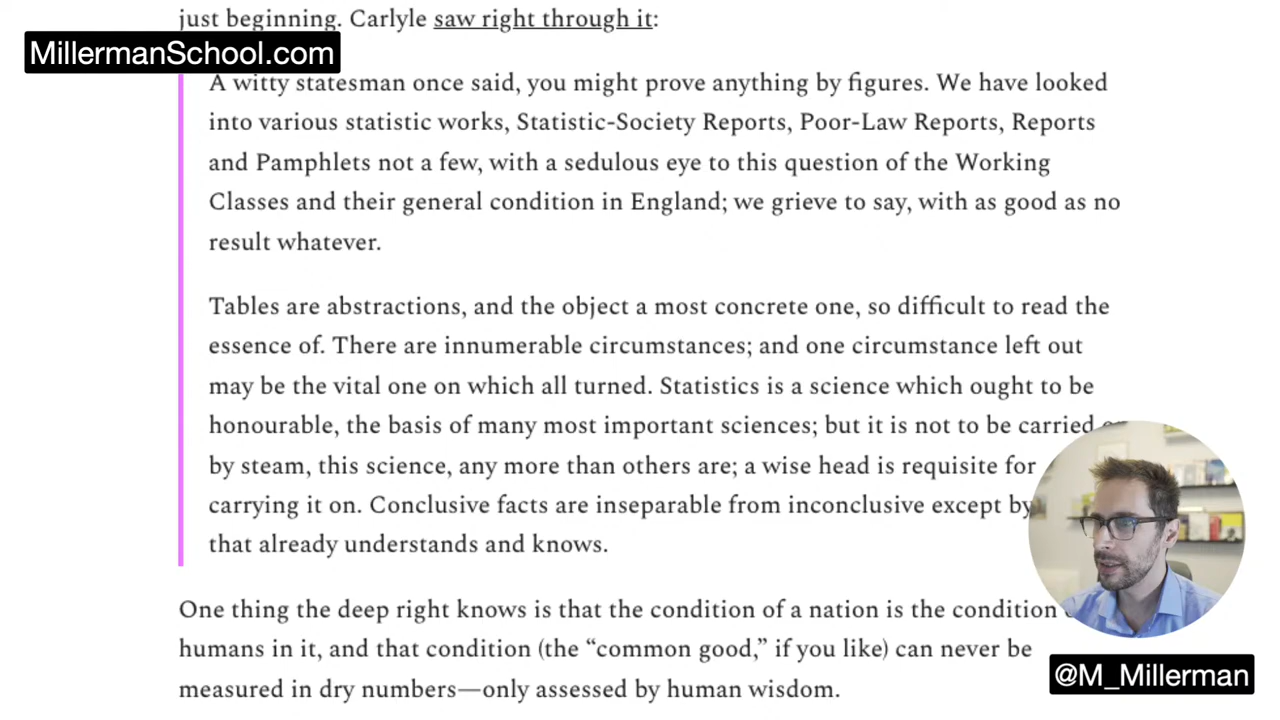 just beginning. Carlyle saw right through it:
MillermanSchool.com
A witty statesman once said, you might prove anything by figures. We have looked
into various statistic works, Statistic-Society Reports, Poor-Law Reports, Reports
and Pamphlets not a few, with a sedulous eye to this question of the Working
Classes and their general condition in England; we grieve to say, with as good as no
result whatever.
Tables are abstractions, and the object a most concrete one, so difficult to read the
essence of. There are innumerable circumstances; and one circumstance left out
may be the vital one on which all turned. Statistics is a science which ought to be
honourable, the basis of many most important sciences; but it is not to be carried
by steam, this science, any more than others are; a wise head is requisite for
carrying it on. Conclusive facts are inseparable from inconclusive except by
that already understands and knows.
One thing the deep right knows is that the condition of a nation is the condition
humans in it, and that condition (the “common good,” if you like) can never be
measured in dry numbers—only assessed by human wisdom.
@M_Millerman